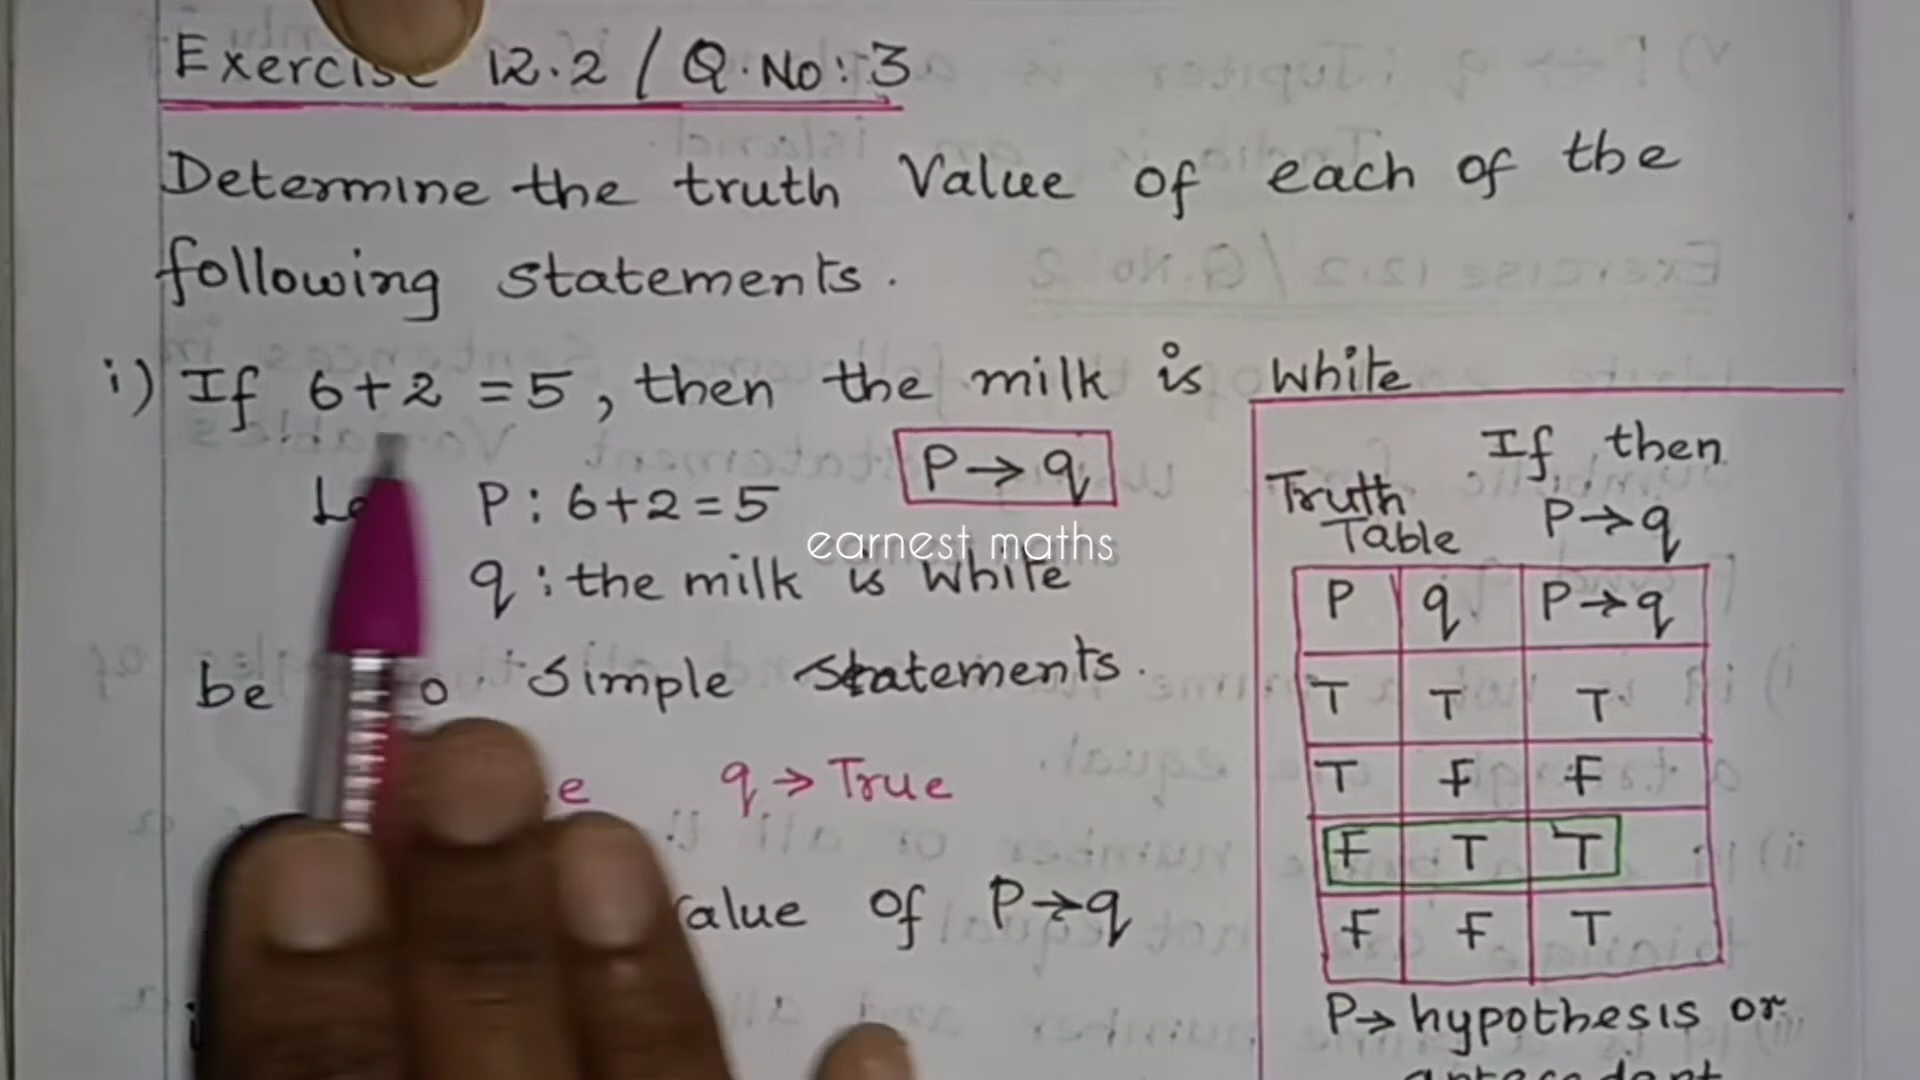 Exercise 12.2 / Q.No: 3
Determine the truth Value of each of the
following statements.
i) If 6+2 = 5, then the milk is white
P → q
P : 6+2 = 5
q : the milk is white
be simple statements.
q → True
of P → q
If then
Truth Table P → q
P q P → q
T T T
T F F
F T T
F F T
P → hypothesis or
earnest maths